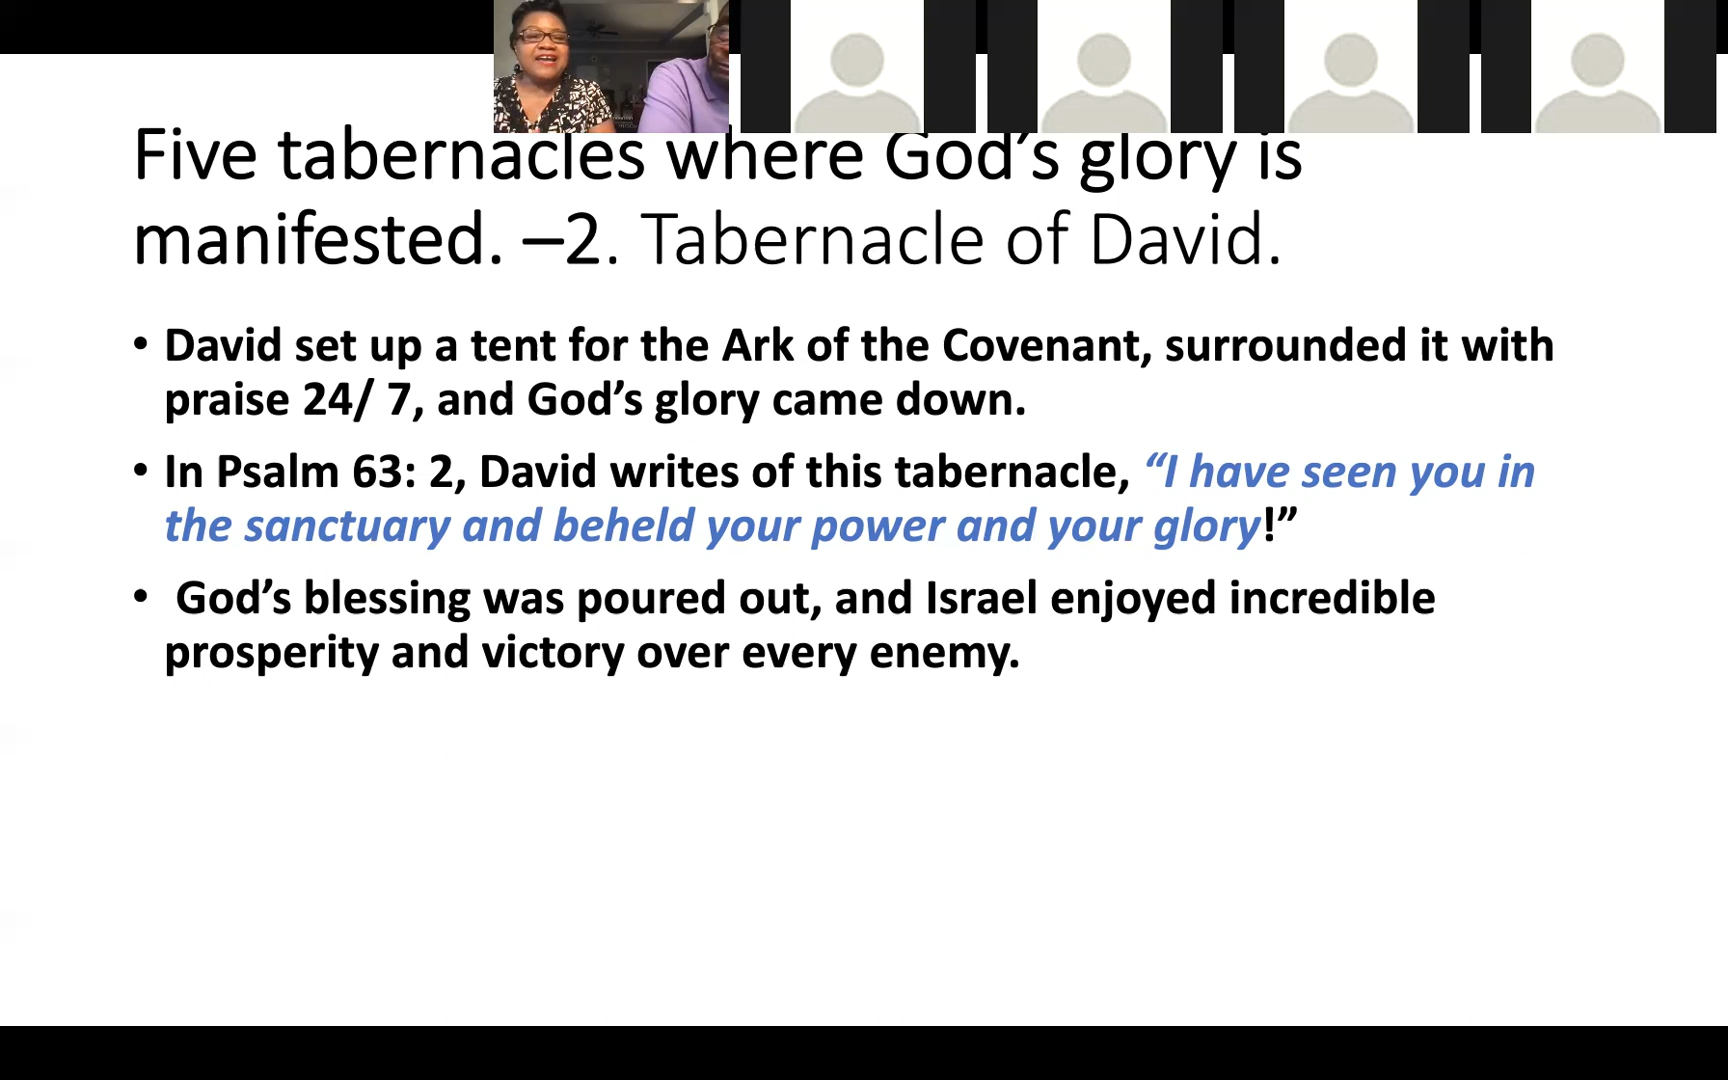 Five tabernacles where God’s glory is
manifested. –2. Tabernacle of David.
• David set up a tent for the Ark of the Covenant, surrounded it with
praise 24/ 7, and God’s glory came down.
• In Psalm 63: 2, David writes of this tabernacle, “I have seen you in
the sanctuary and beheld your power and your glory!”
• God’s blessing was poured out, and Israel enjoyed incredible
prosperity and victory over every enemy.